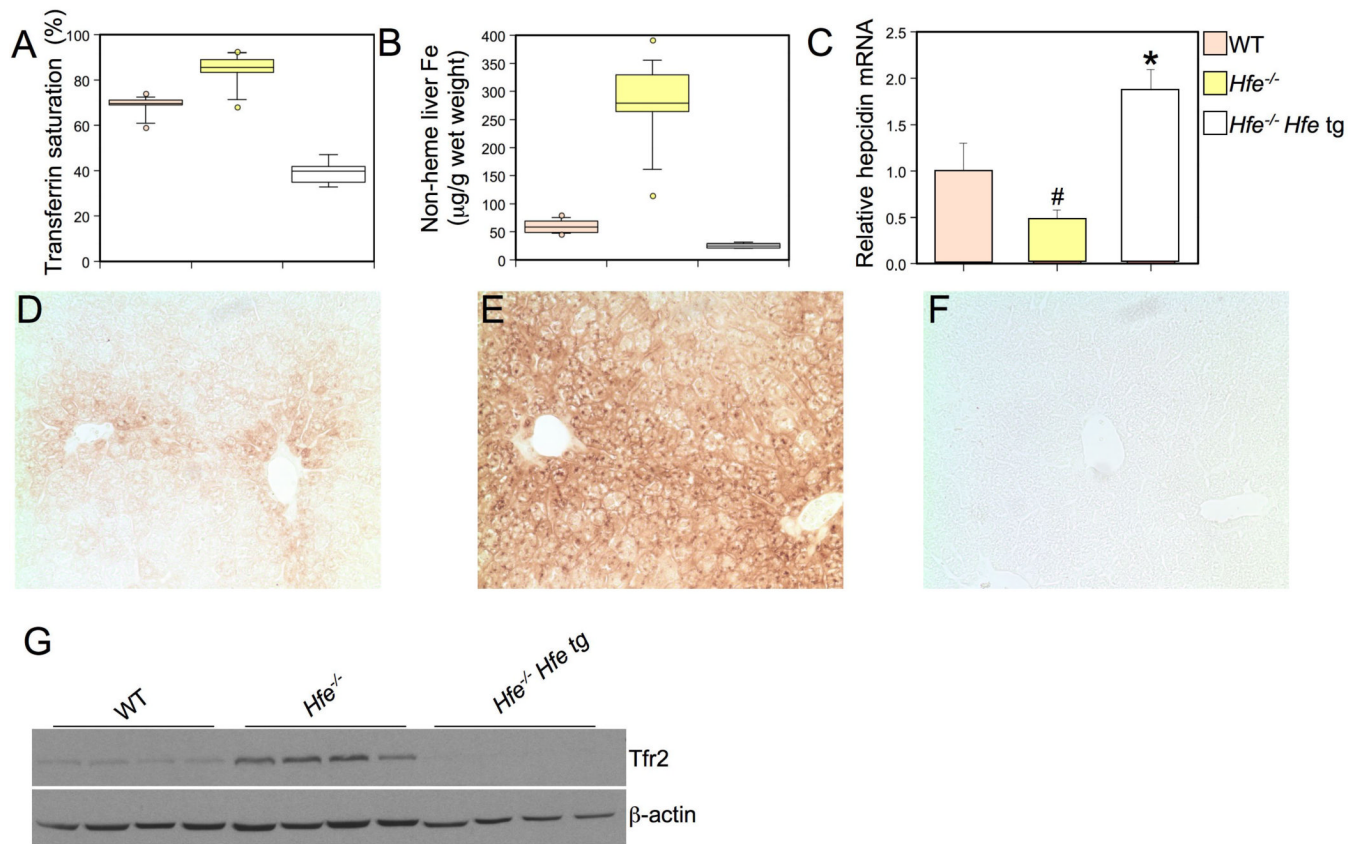 A
Transferrin saturation (%)
100
80
60
40
20
0
B
Non-heme liver Fe
(µg/g wet weight)
400
350
300
250
200
150
100
50
0
C
Relative hepcidin mRNA
2.5
2.0
1.5
1.0
0.5
0.0
#
*
WT
Hfe-/-
Hfe-/- Hfe tg
D
E
F
G
WT
Hfe-/-
Hfe-/- Hfe tg
Tfr2
β-actin